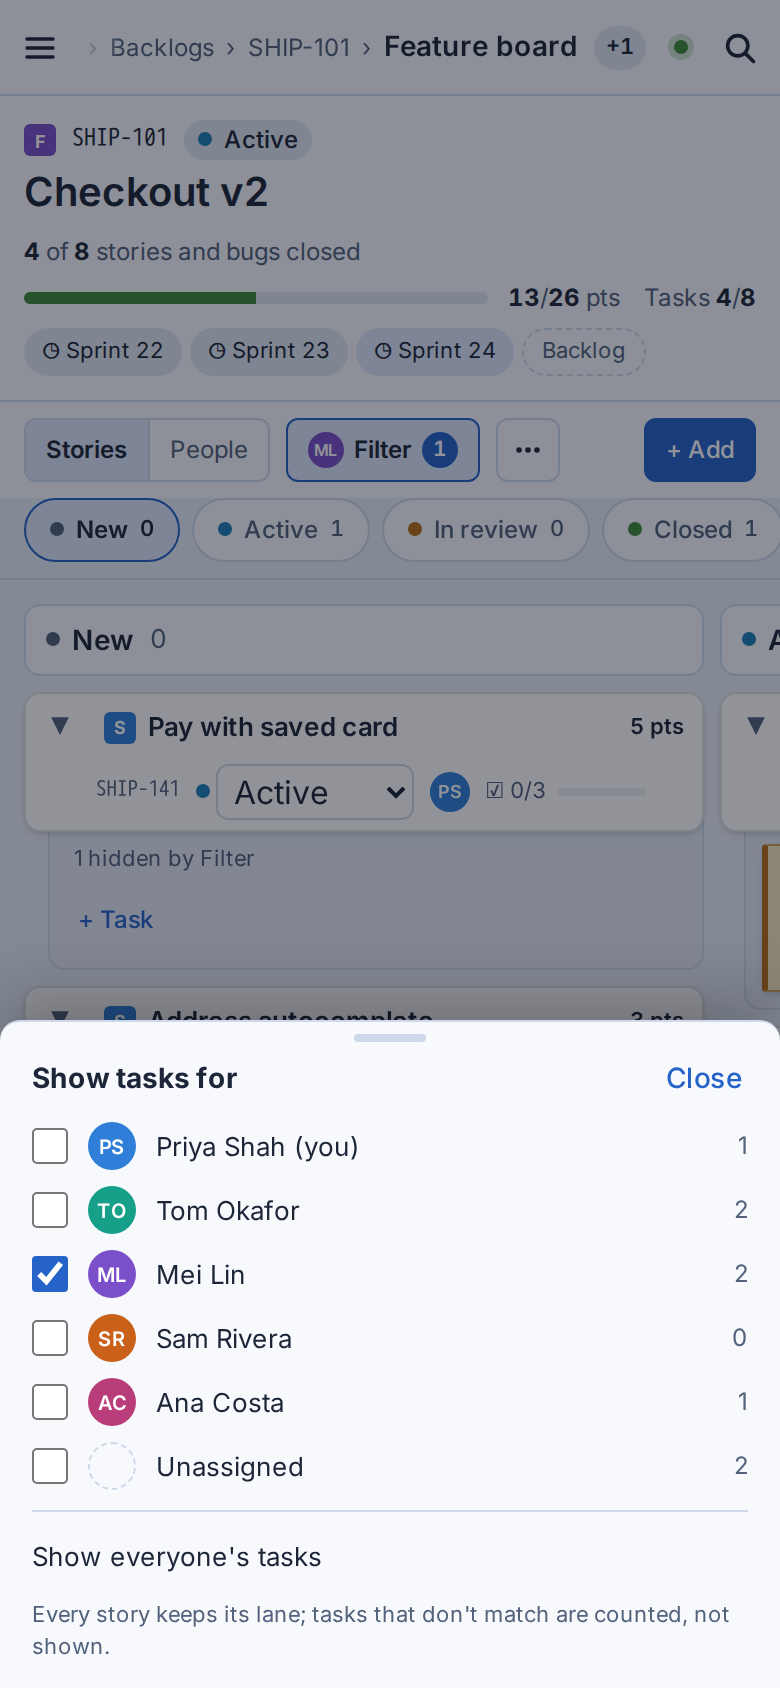 › Backlogs › SHIP-101 › Feature board +1
F SHIP-101 Active
Checkout v2
4 of 8 stories and bugs closed
13/26 pts Tasks 4/8
Sprint 22 Sprint 23 Sprint 24 Backlog
Stories People ML Filter 1 ••• + Add
New 0 Active 1 In review 0 Closed 1
New 0
▼ S Pay with saved card 5 pts
SHIP-141 Active PS ☑ 0/3
1 hidden by Filter
+ Task
Address autocomplete 3 pts
Show tasks for Close
PS Priya Shah (you) 1
TO Tom Okafor 2
ML Mei Lin 2
SR Sam Rivera 0
AC Ana Costa 1
Unassigned 2
Show everyone's tasks
Every story keeps its lane; tasks that don't match are counted, not
shown.